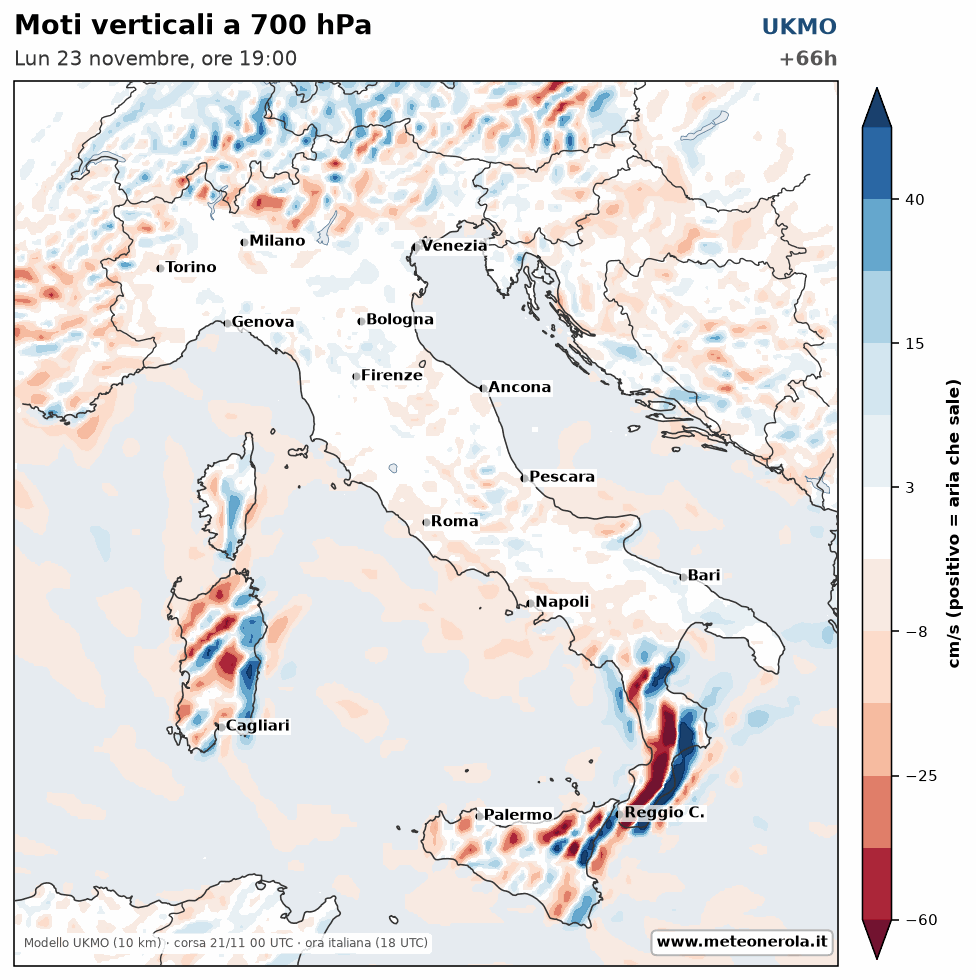 Moti verticali a 700 hPa
UKMO
Lun 23 novembre, ore 19:00
+66h
Milano
Venezia
Torino
Genova
Bologna
Firenze
Ancona
Pescara
Roma
Bari
Napoli
Cagliari
Palermo
Reggio C.
40
15
3
−8
−25
−60
cm/s (positivo = aria che sale)
Modello UKMO (10 km) · corsa 21/11 00 UTC · ora italiana (18 UTC)
www.meteonerola.it